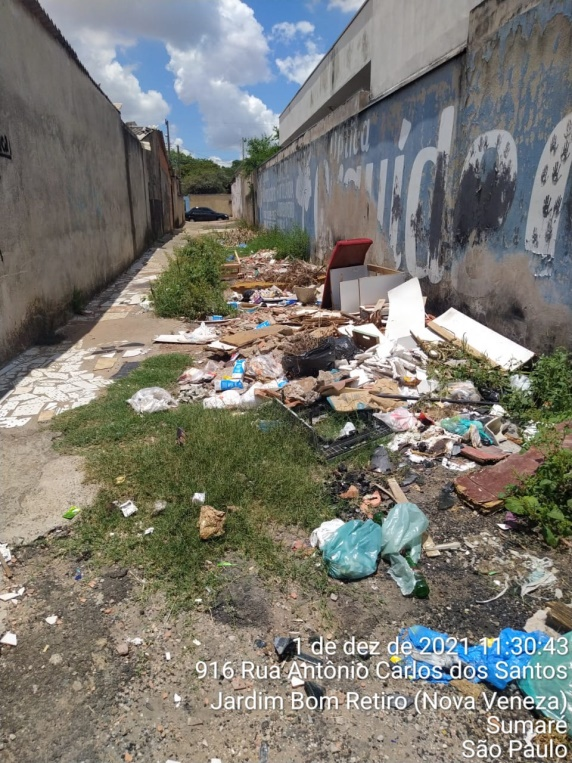 1 de dez de 2021 11:30:43
916 Rua Antônio Carlos dos Santos
Jardim Bom Retiro (Nova Veneza)
Sumaré
São Paulo